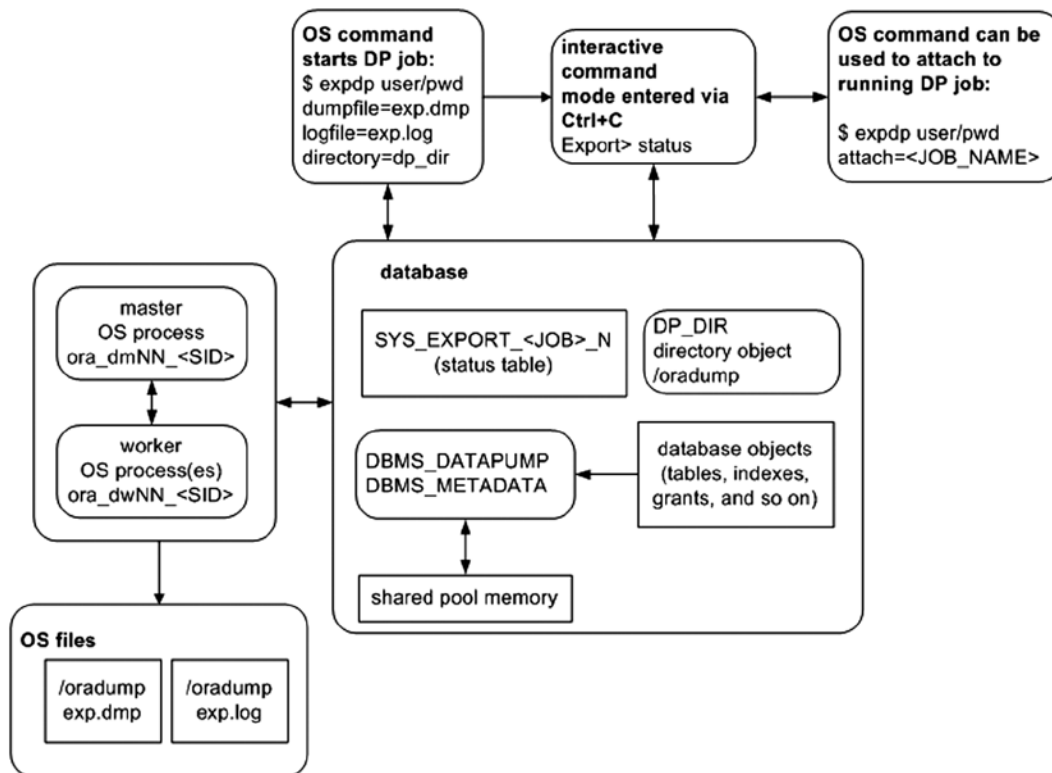 OS command
starts DP job:
$ expdp user/pwd
dumpfile=exp.dmp
logfile=exp.log
directory=dp_dir
interactive
command
mode entered via
Ctrl+C
Export> status
OS command can be
used to attach to
running DP job:
$ expdp user/pwd
attach=<JOB_NAME>
database
master
OS process
ora_dmNN_<SID>
SYS_EXPORT_<JOB>_N
(status table)
DP_DIR
directory object
/oradump
worker
OS process(es)
ora_dwNN_<SID>
DBMS_DATAPUMP
DBMS_METADATA
database objects
(tables, indexes,
grants, and so on)
shared pool memory
OS files
/oradump
exp.dmp
/oradump
exp.log